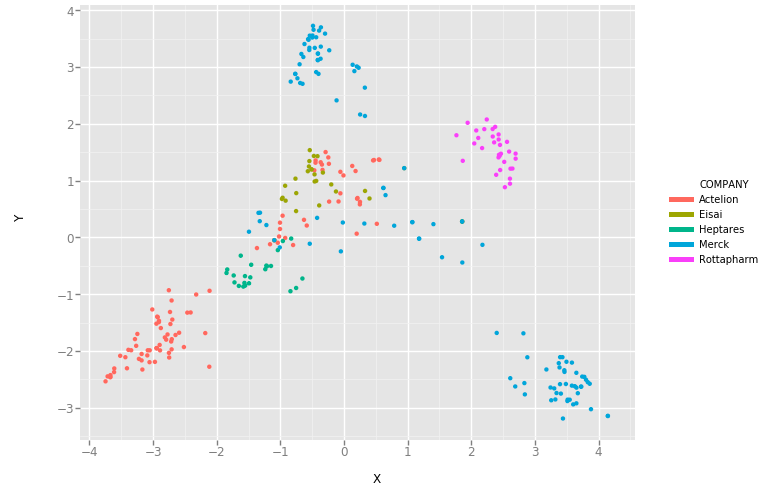 4
3
2
1
0
−1
−2
−3
−4 −3 −2 −1 0 1 2 3 4
Y
X
COMPANY
Actelion
Eisai
Heptares
Merck
Rottapharm